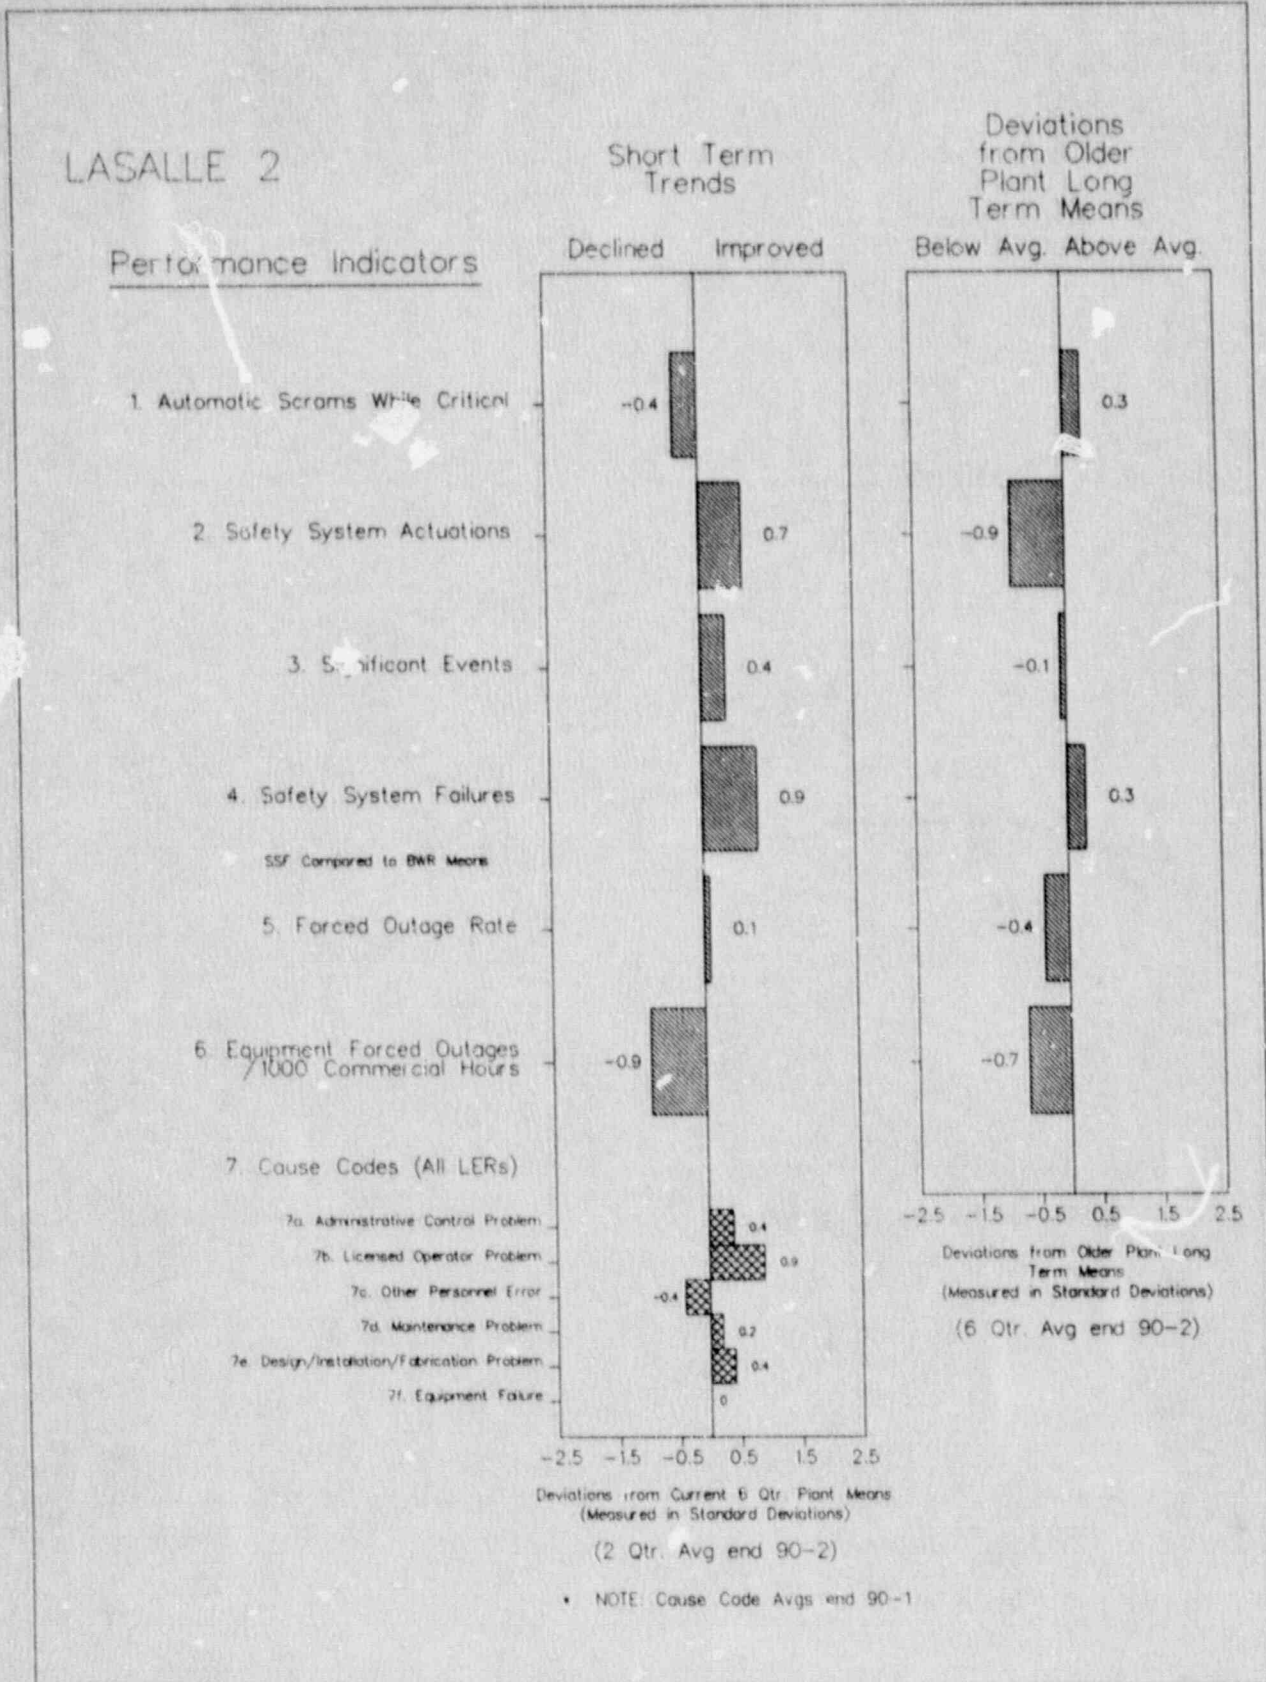 LASALLE 2
Performance Indicators
Short Term
Trends
Declined Improved
Deviations
from Older
Plant Long
Term Means
Below Avg. Above Avg.
1. Automatic Scrams While Critical -0.4 0.3
2. Safety System Actuations 0.7 -0.9
3. Significant Events 0.4 -0.1
4. Safety System Failures 0.9 0.3
SSF Compared to BWR Means
5. Forced Outage Rate 0.1 -0.4
6. Equipment Forced Outages
/1000 Commercial Hours -0.9 -0.7
7. Cause Codes (All LERs)
7a. Administrative Control Problem 0.4
7b. Licensed Operator Problem 0.9
7c. Other Personnel Error -0.4
7d. Maintenance Problem 0.2
7e. Design/Installation/Fabrication Problem 0.4
7f. Equipment Failure 0
-2.5 -1.5 -0.5 0.5 1.5 2.5
Deviations from Current 6 Qtr. Plant Means
(Measured in Standard Deviations)
(2 Qtr. Avg end 90-2)
• NOTE: Cause Code Avgs end 90-1
-2.5 -1.5 -0.5 0.5 1.5 2.5
Deviations from Older Plant Long
Term Means
(Measured in Standard Deviations)
(6 Qtr. Avg end 90-2)